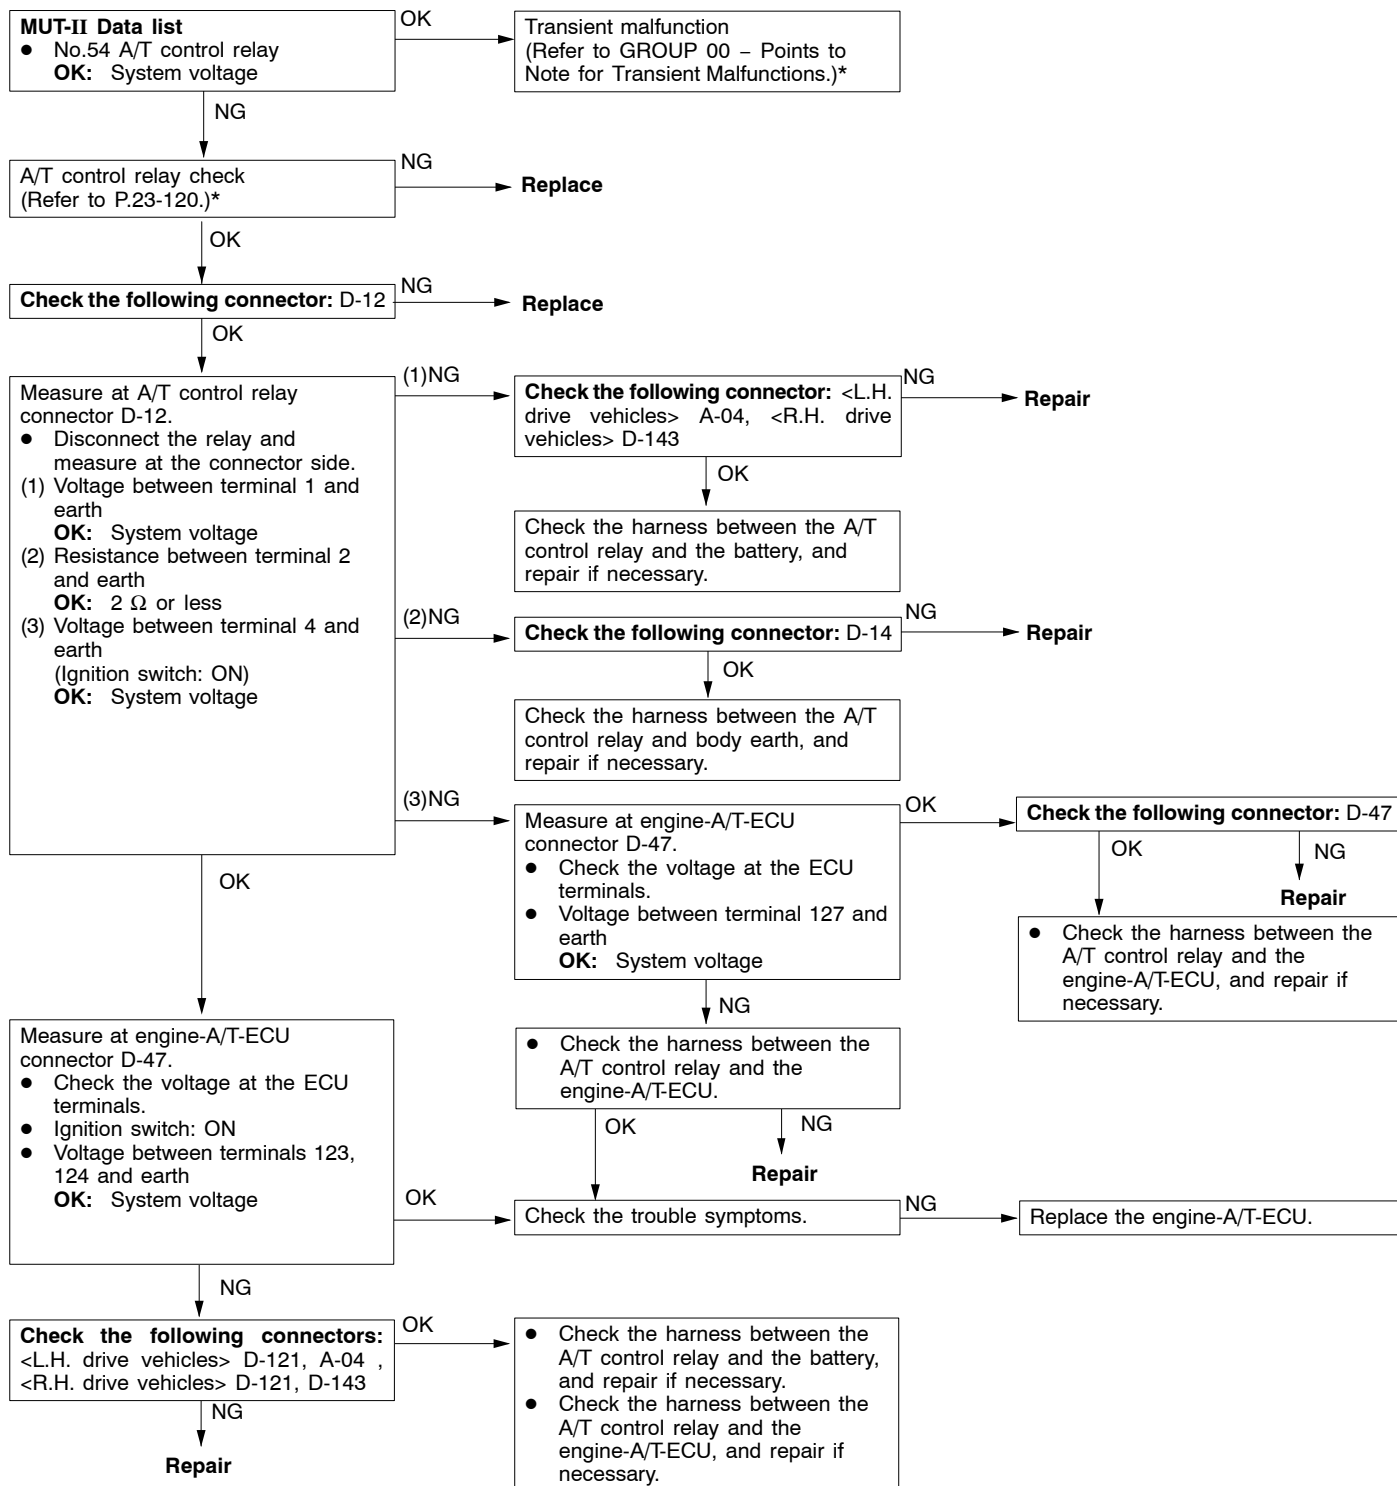 MUT-II Data list
● No.54 A/T control relay
OK: System voltage
OK
Transient malfunction
(Refer to GROUP 00 – Points to
Note for Transient Malfunctions.)*
NG
A/T control relay check
(Refer to P.23-120.)*
NG
Replace
OK
Check the following connector: D-12
NG
Replace
OK
Measure at A/T control relay
connector D-12.
● Disconnect the relay and
measure at the connector side.
(1) Voltage between terminal 1 and
earth
OK: System voltage
(2) Resistance between terminal 2
and earth
OK: 2 Ω or less
(3) Voltage between terminal 4 and
earth
(Ignition switch: ON)
OK: System voltage
(1)NG
Check the following connector: <L.H.
drive vehicles> A-04, <R.H. drive
vehicles> D-143
NG
Repair
OK
Check the harness between the A/T
control relay and the battery, and
repair if necessary.
(2)NG
Check the following connector: D-14
NG
Repair
OK
Check the harness between the A/T
control relay and body earth, and
repair if necessary.
(3)NG
Measure at engine-A/T-ECU
connector D-47.
● Check the voltage at the ECU
terminals.
● Voltage between terminal 127 and
earth
OK: System voltage
OK
Check the following connector: D-47
OK
NG
Repair
● Check the harness between the
A/T control relay and the
engine-A/T-ECU, and repair if
necessary.
NG
● Check the harness between the
A/T control relay and the
engine-A/T-ECU.
OK
NG
Repair
OK
Measure at engine-A/T-ECU
connector D-47.
● Check the voltage at the ECU
terminals.
● Ignition switch: ON
● Voltage between terminals 123,
124 and earth
OK: System voltage
OK
Check the trouble symptoms.
NG
Replace the engine-A/T-ECU.
NG
Check the following connectors:
<L.H. drive vehicles> D-121, A-04 ,
<R.H. drive vehicles> D-121, D-143
OK
● Check the harness between the
A/T control relay and the battery,
and repair if necessary.
● Check the harness between the
A/T control relay and the
engine-A/T-ECU, and repair if
necessary.
NG
Repair